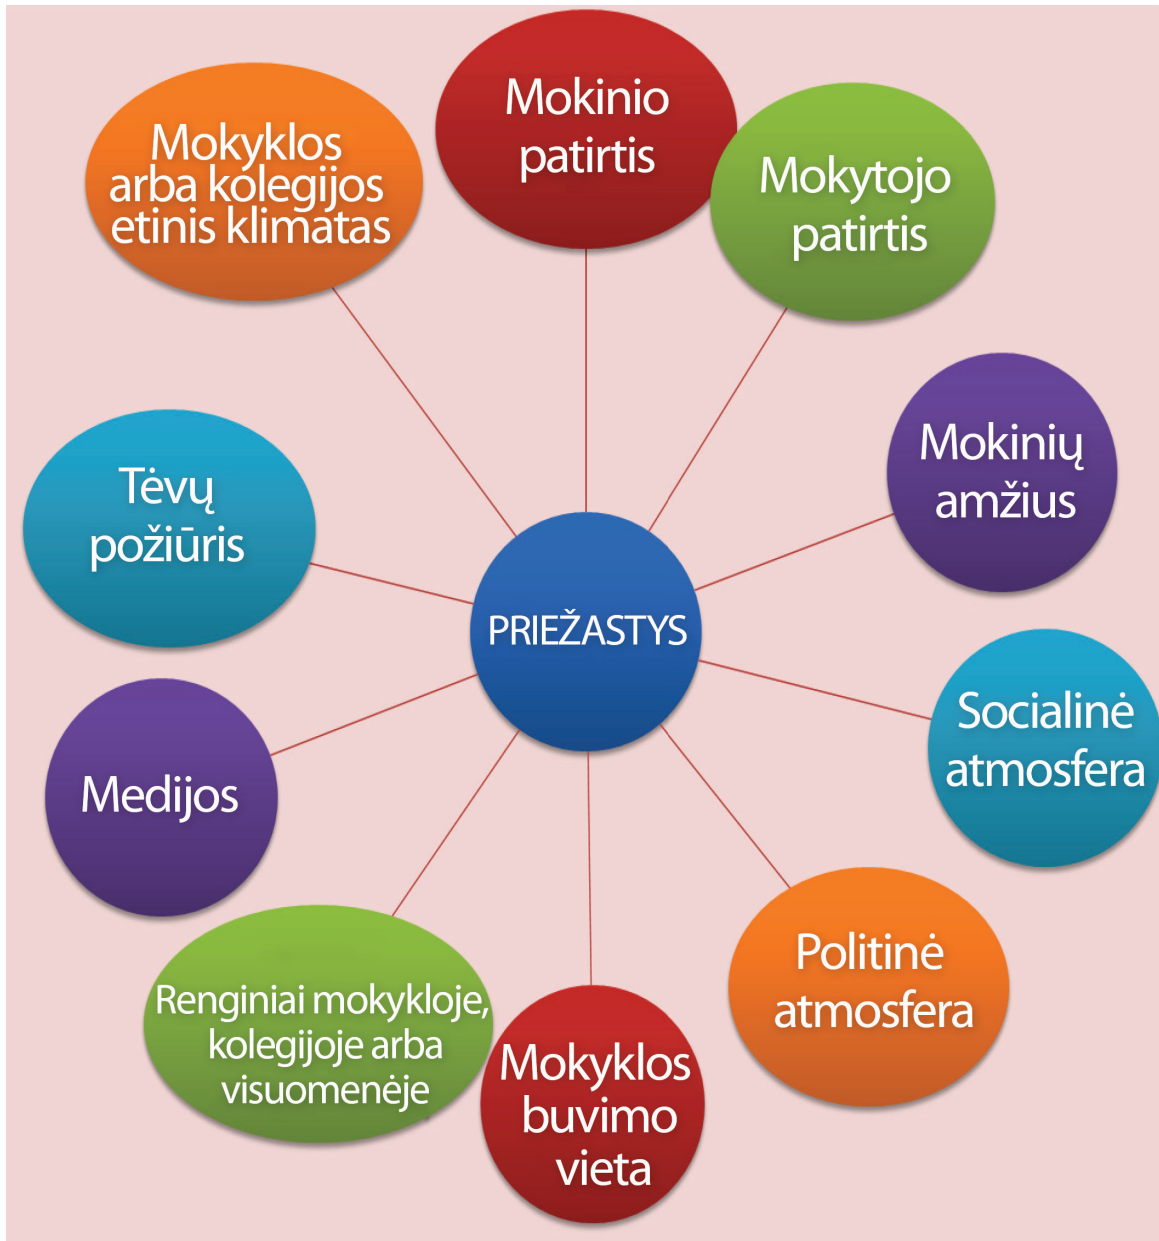 Mokinio
patirtis
Mokytojo
patirtis
Mokinių
amžius
Socialinė
atmosfera
Politinė
atmosfera
Mokyklos
buvimo
vieta
Renginiai mokykloje,
kolegijoje arba
visuomenėje
Medijos
Tėvų
požiūris
Mokyklos
arba kolegijos
etinis klimatas
PRIEŽASTYS